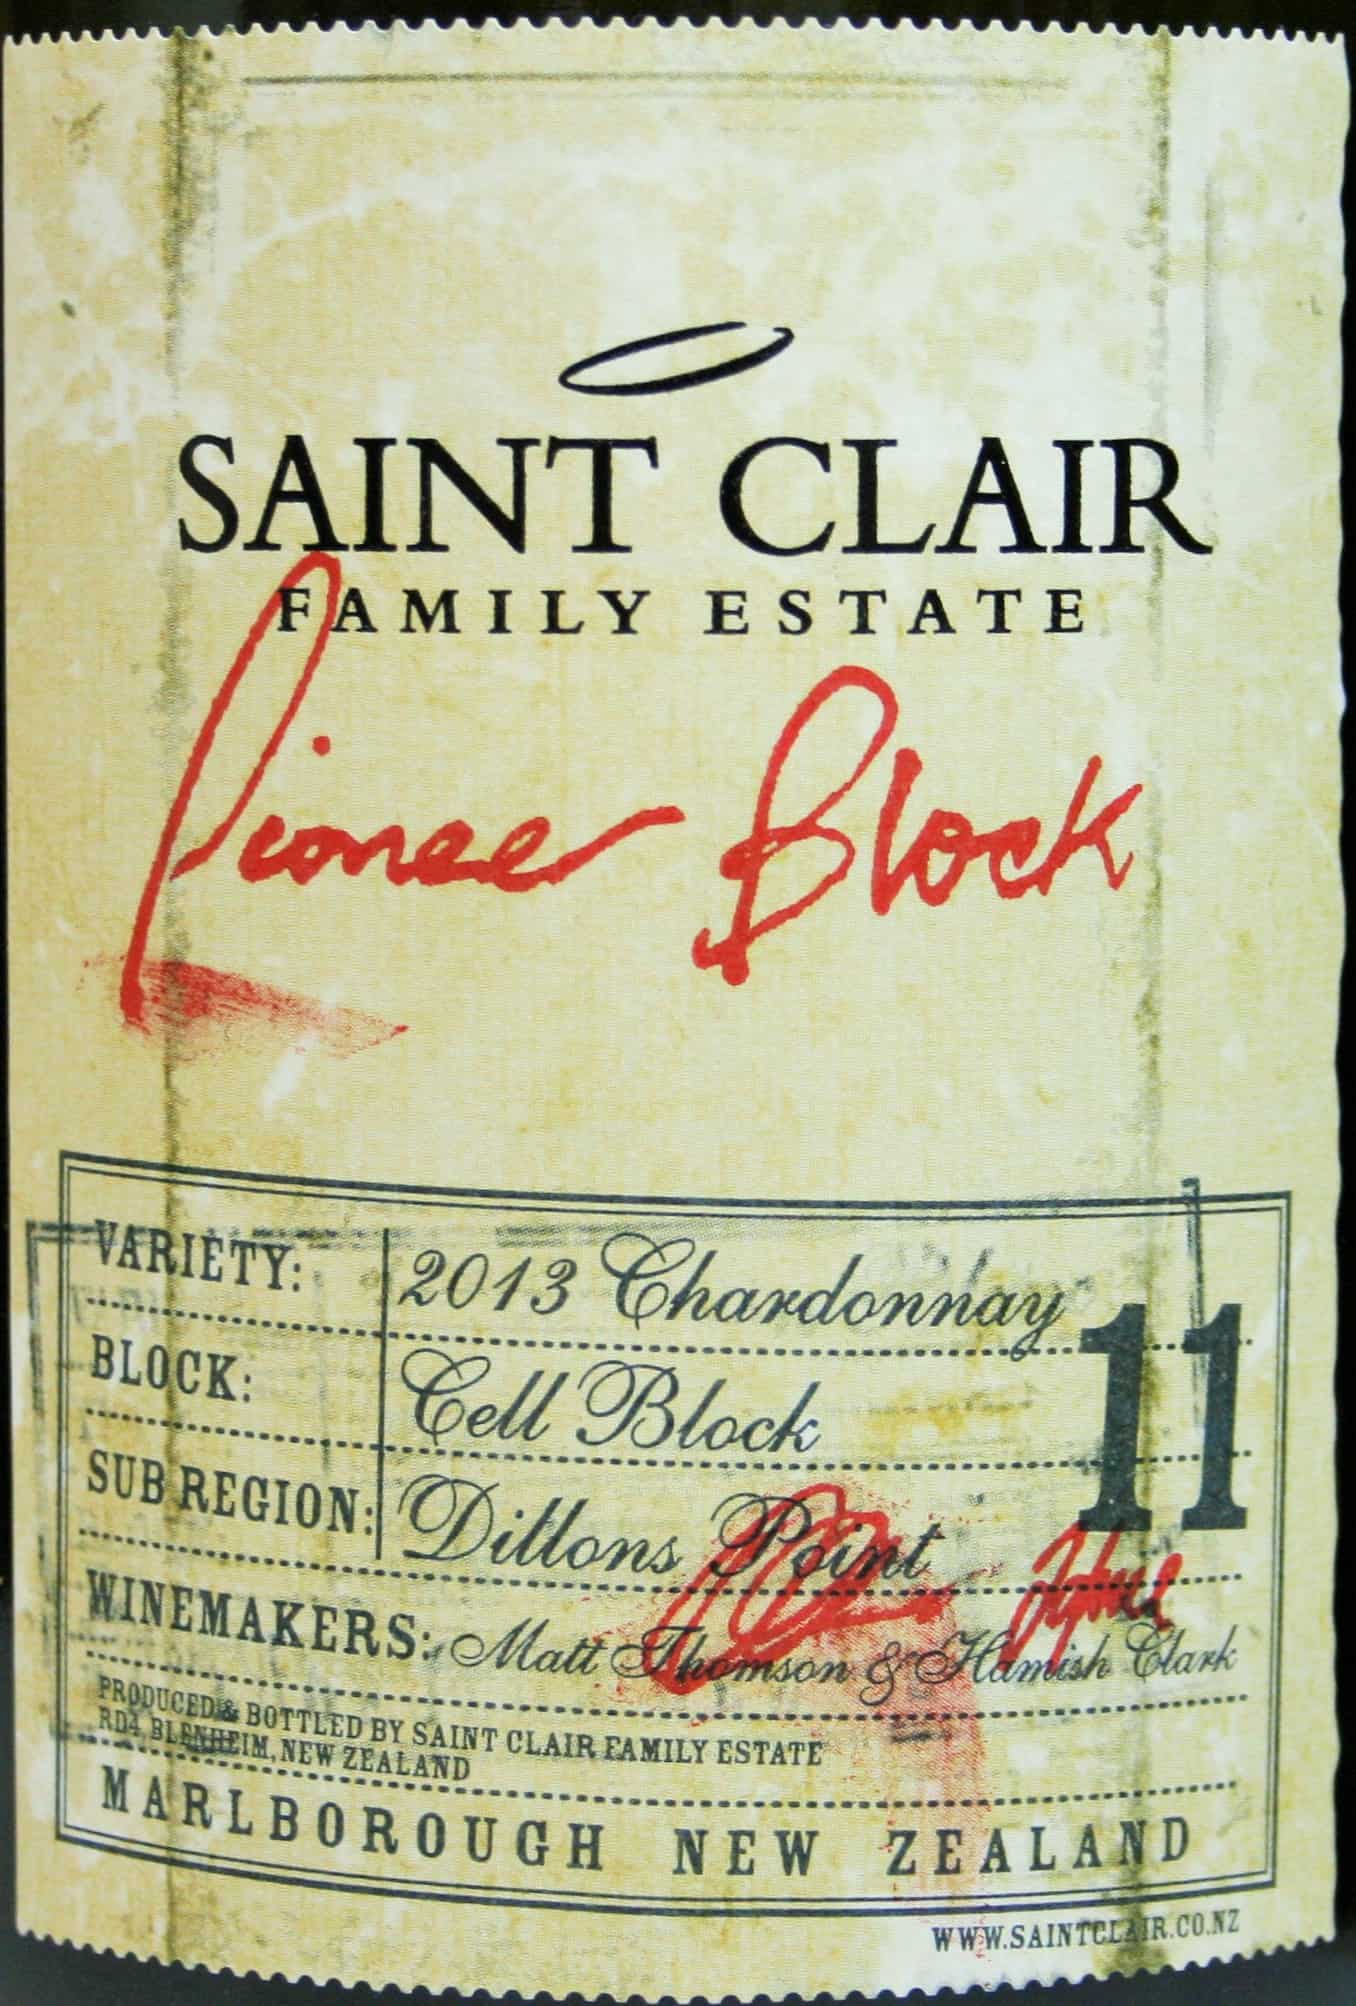 SAINT CLAIR
FAMILY ESTATE
Pioneer Block
VARIETY: 2013 Chardonnay
11
BLOCK: Cell Block
SUB REGION: Dillons Point
WINEMAKERS: Matt Thomson & Hamish Clark
PRODUCED & BOTTLED BY SAINT CLAIR FAMILY ESTATE
RD4, BLENHEIM, NEW ZEALAND
MARLBOROUGH NEW ZEALAND
WWW.SAINTCLAIR.CO.NZ